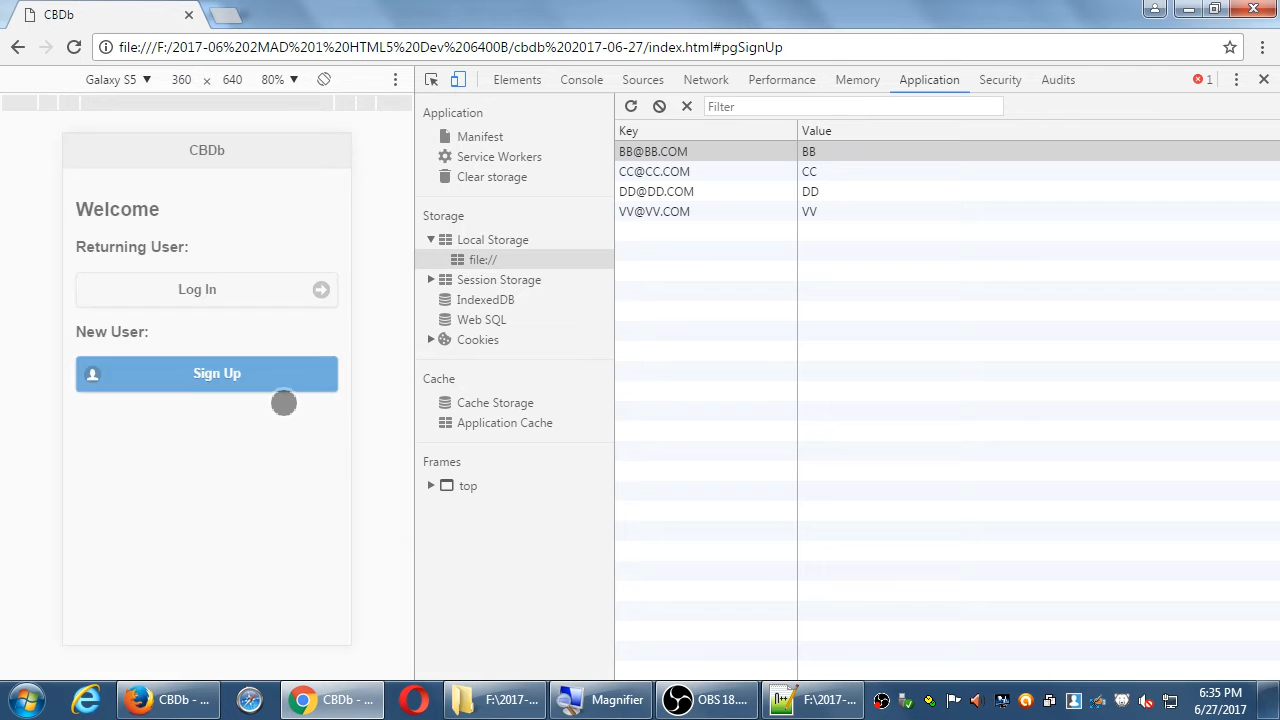 CBDb
file:///F:/2017-06%202MAD%201%20HTML5%20Dev%206400B/cbdb%202017-06-27/index.html#pgSignUp
Galaxy S5 ▼ 360 × 640 80% ▼
Elements Console Sources Network Performance Memory Application Security Audits 1
CBDb
Welcome
Returning User:
Log In
New User:
Sign Up
Application
Manifest
Service Workers
Clear storage
Storage
Local Storage
file://
Session Storage
IndexedDB
Web SQL
Cookies
Cache
Cache Storage
Application Cache
Frames
top
Filter
Key Value
BB@BB.COM BB
CC@CC.COM CC
DD@DD.COM DD
VV@VV.COM VV
CBDb - ...
CBDb - ...
F:\2017-...
Magnifier
OBS 18....
F:\2017-...
6:35 PM
6/27/2017